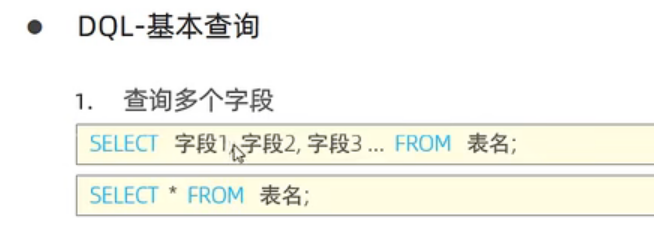 ● DQL-基本查询
1. 查询多个字段
SELECT 字段1, 字段2, 字段3 ... FROM 表名;
SELECT * FROM 表名;